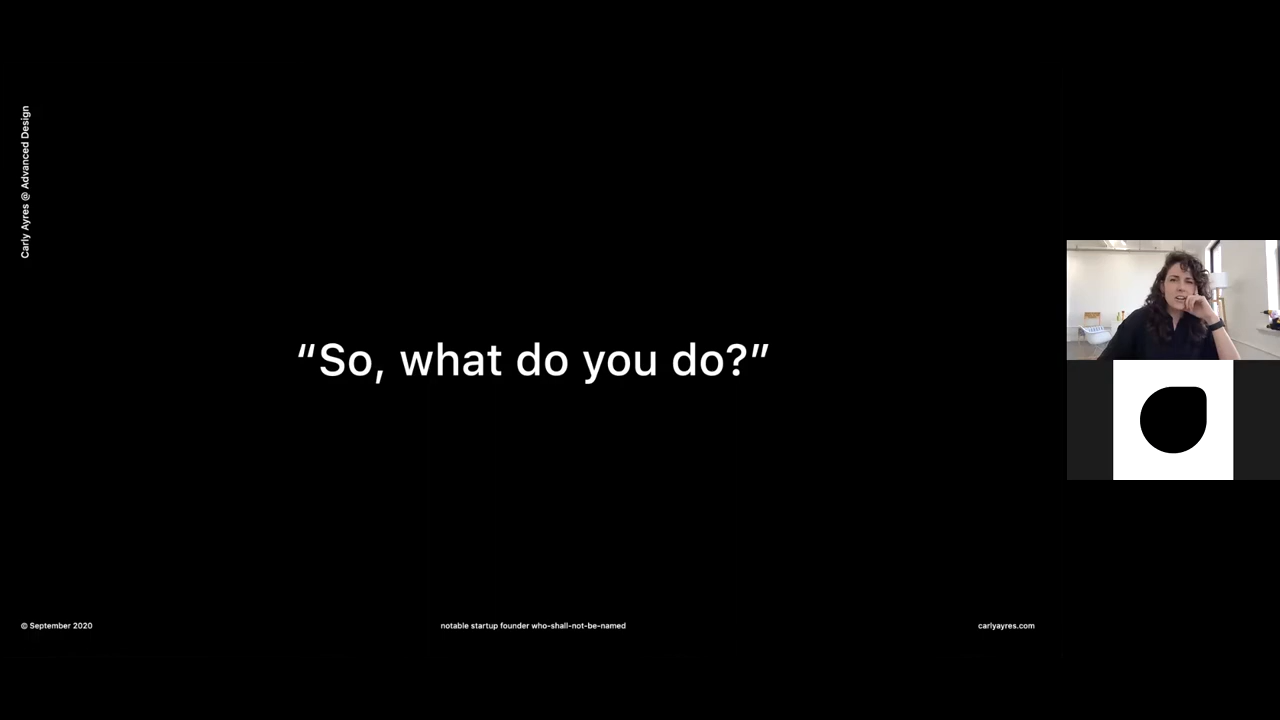 Carly Ayres @ Advanced Design
“So, what do you do?”
© September 2020
notable startup founder who-shall-not-be-named
carlyayres.com